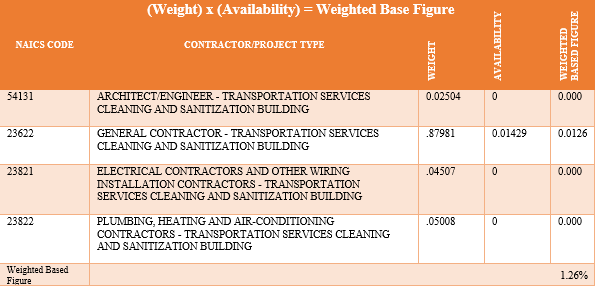 (Weight) x (Availability) = Weighted Base Figure
NAICS CODE CONTRACTOR/PROJECT TYPE WEIGHT AVAILABILITY WEIGHTED
BASED FIGURE
54131 ARCHITECT/ENGINEER - TRANSPORTATION SERVICES 0.02504 0 0.000
CLEANING AND SANITIZATION BUILDING
23622 GENERAL CONTRACTOR - TRANSPORTATION SERVICES .87981 0.01429 0.0126
CLEANING AND SANITIZATION BUILDING
23821 ELECTRICAL CONTRACTORS AND OTHER WIRING .04507 0 0.000
INSTALLATION CONTRACTORS - TRANSPORTATION
SERVICES CLEANING AND SANITIZATION BUILDING
23822 PLUMBING, HEATING AND AIR-CONDITIONING .05008 0 0.000
CONTRACTORS - TRANSPORTATION SERVICES CLEANING
AND SANITIZATION BUILDING
Weighted Based
Figure 1.26%